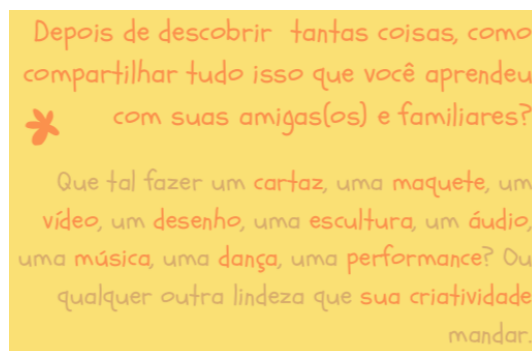 Depois de descobrir tantas coisas, como
compartilhar tudo isso que você aprendeu
com suas amigas(os) e familiares?
Que tal fazer um cartaz, uma maquete, um
vídeo, um desenho, uma escultura, um áudio,
uma música, uma dança, uma performance? Ou
qualquer outra lindeza que sua criatividade
mandar.